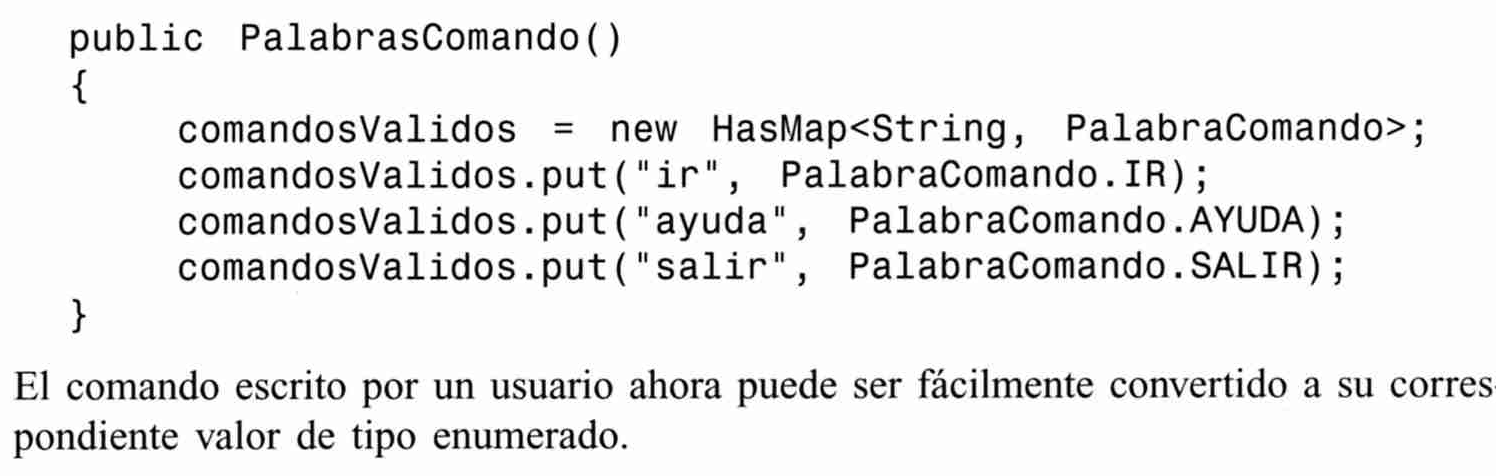 public PalabrasComando()
{
comandosValidos = new HasMap<String, PalabraComando>;
comandosValidos.put("ir", PalabraComando.IR);
comandosValidos.put("ayuda", PalabraComando.AYUDA);
comandosValidos.put("salir", PalabraComando.SALIR);
}
El comando escrito por un usuario ahora puede ser fácilmente convertido a su corres-
pondiente valor de tipo enumerado.